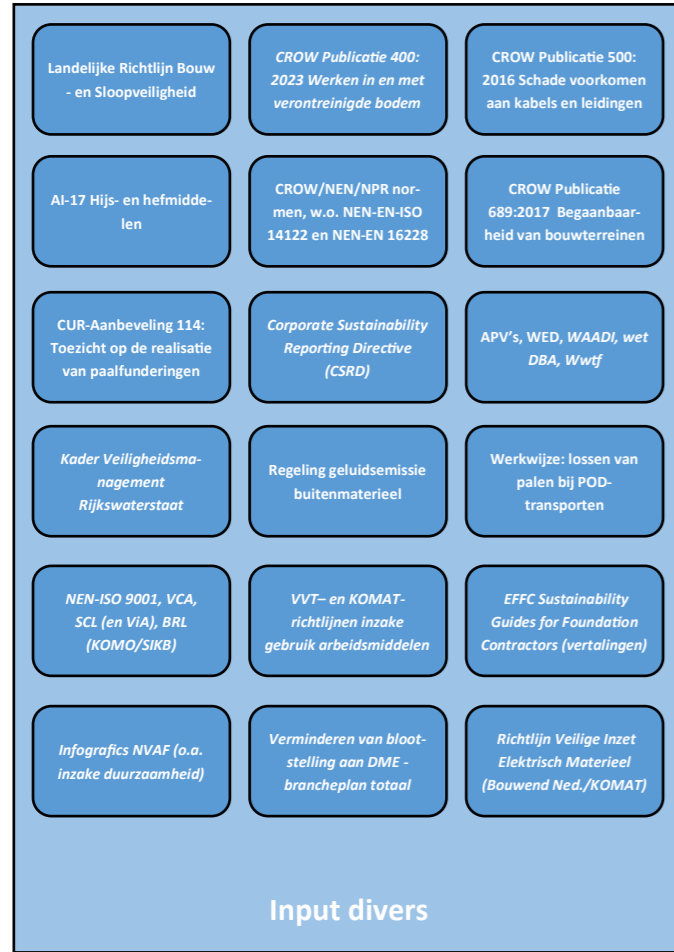 Landelijke Richtlijn Bouw
- en Sloopveiligheid
CROW Publicatie 400:
2023 Werken in en met
verontreinigde bodem
CROW Publicatie 500:
2016 Schade voorkomen
aan kabels en leidingen
AI-17 Hijs- en hefmidde-
len
CROW/NEN/NPR nor-
men, w.o. NEN-EN-ISO
14122 en NEN-EN 16228
CROW Publicatie
689:2017 Begaanbaar-
heid van bouwterreinen
CUR-Aanbeveling 114:
Toezicht op de realisatie
van paalfunderingen
Corporate Sustainability
Reporting Directive
(CSRD)
APV's, WED, WAADI, wet
DBA, Wwtf
Kader Veiligheidsma-
nagement
Rijkswaterstaat
Regeling geluidsemissie
buitenmaterieel
Werkwijze: lossen van
palen bij POD-
transporten
NEN-ISO 9001, VCA,
SCL (en ViA), BRL
(KOMO/SIKB)
VVT– en KOMAT-
richtlijnen inzake
gebruik arbeidsmiddelen
EFFC Sustainability
Guides for Foundation
Contractors (vertalingen)
Infografics NVAF (o.a.
inzake duurzaamheid)
Verminderen van bloot-
stelling aan DME -
brancheplan totaal
Richtlijn Veilige Inzet
Elektrisch Materieel
(Bouwend Ned./KOMAT)
Input divers